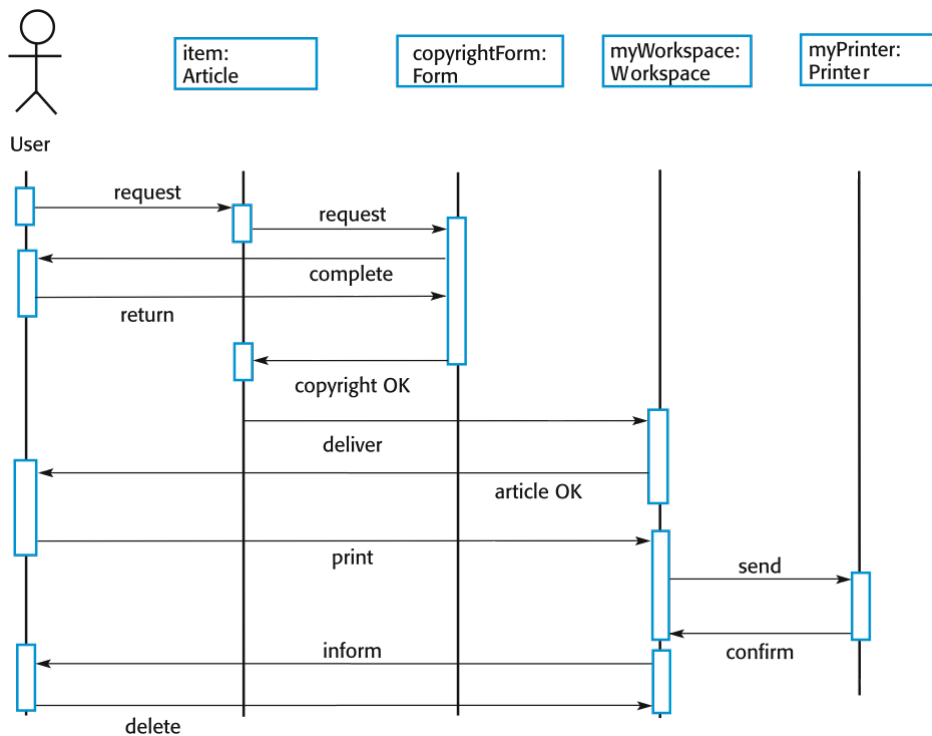 item:
Article
copyrightForm:
Form
myWorkspace:
Workspace
myPrinter:
Printer
User
request
request
complete
return
copyright OK
deliver
article OK
print
send
confirm
inform
delete